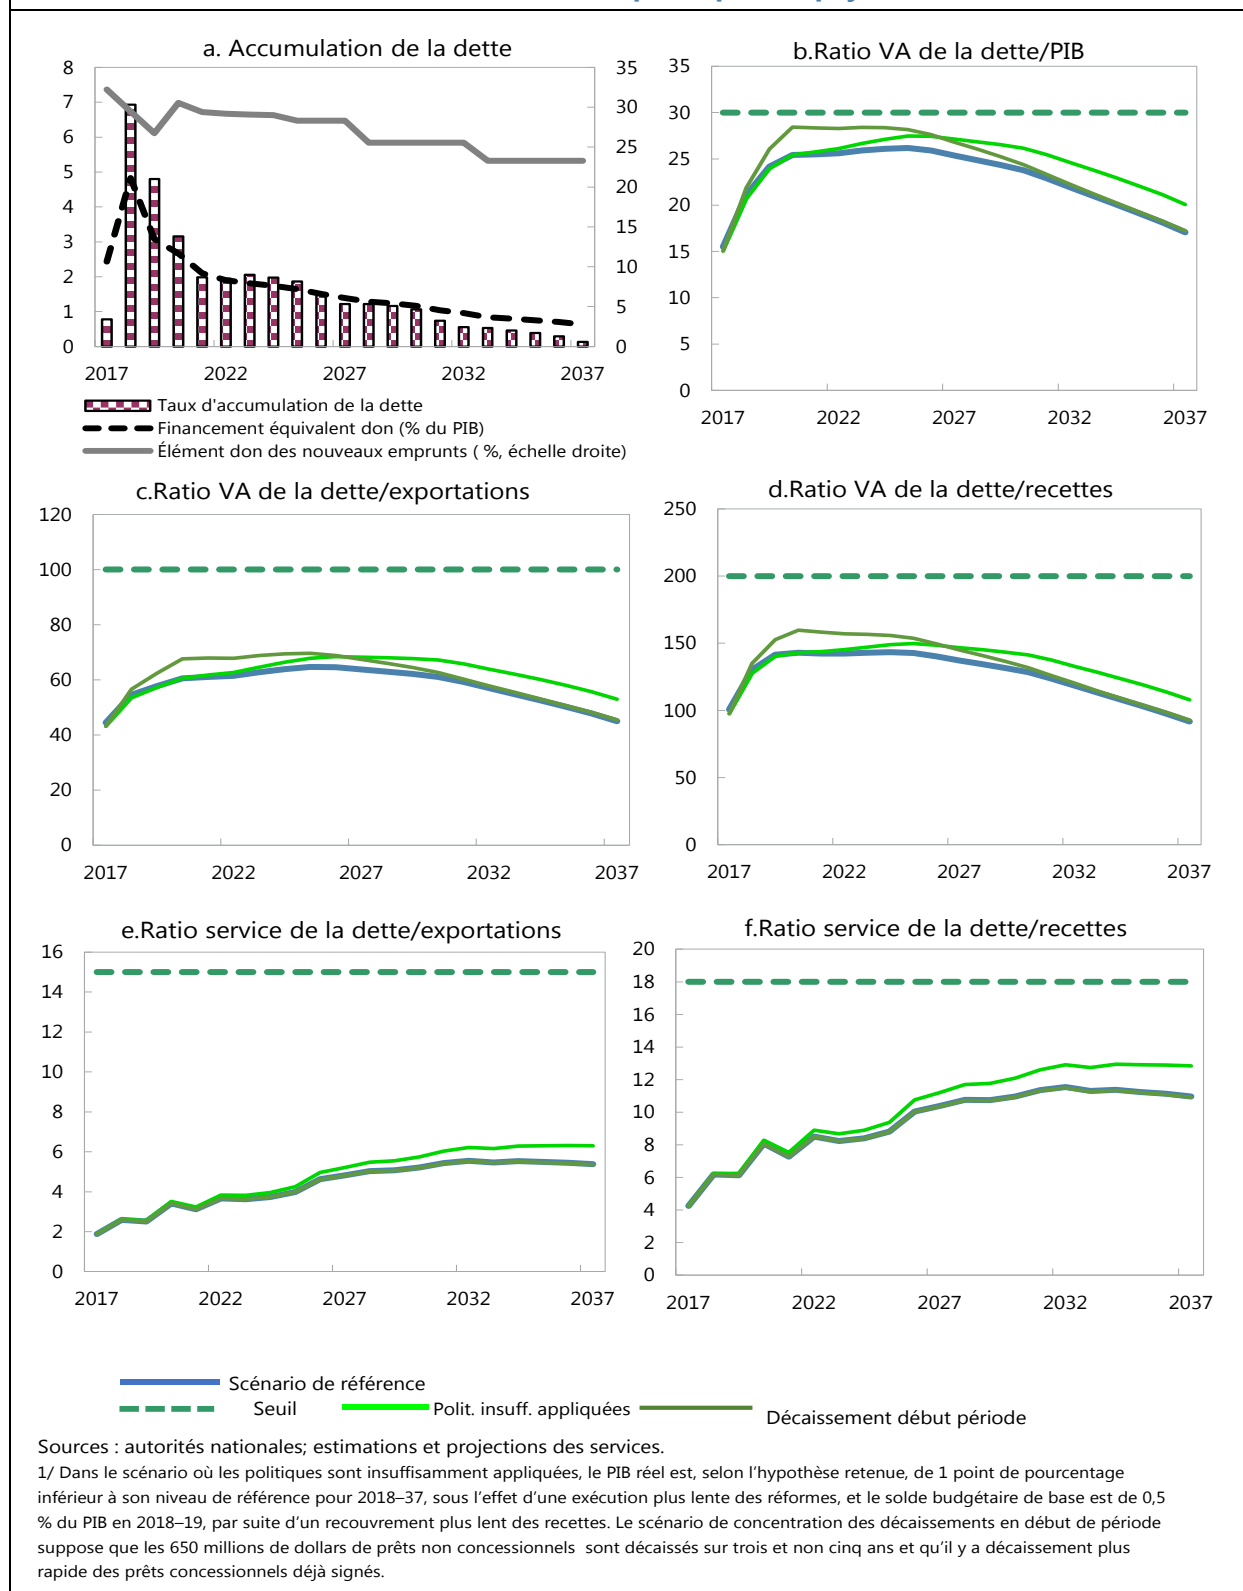 a. Accumulation de la dette
8
7
6
5
4
3
2
1
0
35
30
25
20
15
10
5
0
2017 2022 2027 2032 2037
Taux d'accumulation de la dette
Financement équivalent don (% du PIB)
Élément don des nouveaux emprunts ( %, échelle droite)
b.Ratio VA de la dette/PIB
35
30
25
20
15
10
5
0
2017 2022 2027 2032 2037
c.Ratio VA de la dette/exportations
120
100
80
60
40
20
0
2017 2022 2027 2032 2037
d.Ratio VA de la dette/recettes
250
200
150
100
50
0
2017 2022 2027 2032 2037
e.Ratio service de la dette/exportations
16
14
12
10
8
6
4
2
0
2017 2022 2027 2032 2037
f.Ratio service de la dette/recettes
20
18
16
14
12
10
8
6
4
2
0
2017 2022 2027 2032 2037
Scénario de référence
Seuil Polit. insuff. appliquées Décaissement début période
Sources : autorités nationales; estimations et projections des services.
1/ Dans le scénario où les politiques sont insuffisamment appliquées, le PIB réel est, selon l’hypothèse retenue, de 1 point de pourcentage
inférieur à son niveau de référence pour 2018–37, sous l’effet d’une exécution plus lente des réformes, et le solde budgétaire de base est de 0,5
% du PIB en 2018–19, par suite d’un recouvrement plus lent des recettes. Le scénario de concentration des décaissements en début de période
suppose que les 650 millions de dollars de prêts non concessionnels  sont décaissés sur trois et non cinq ans et qu’il y a décaissement plus
rapide des prêts concessionnels déjà signés.